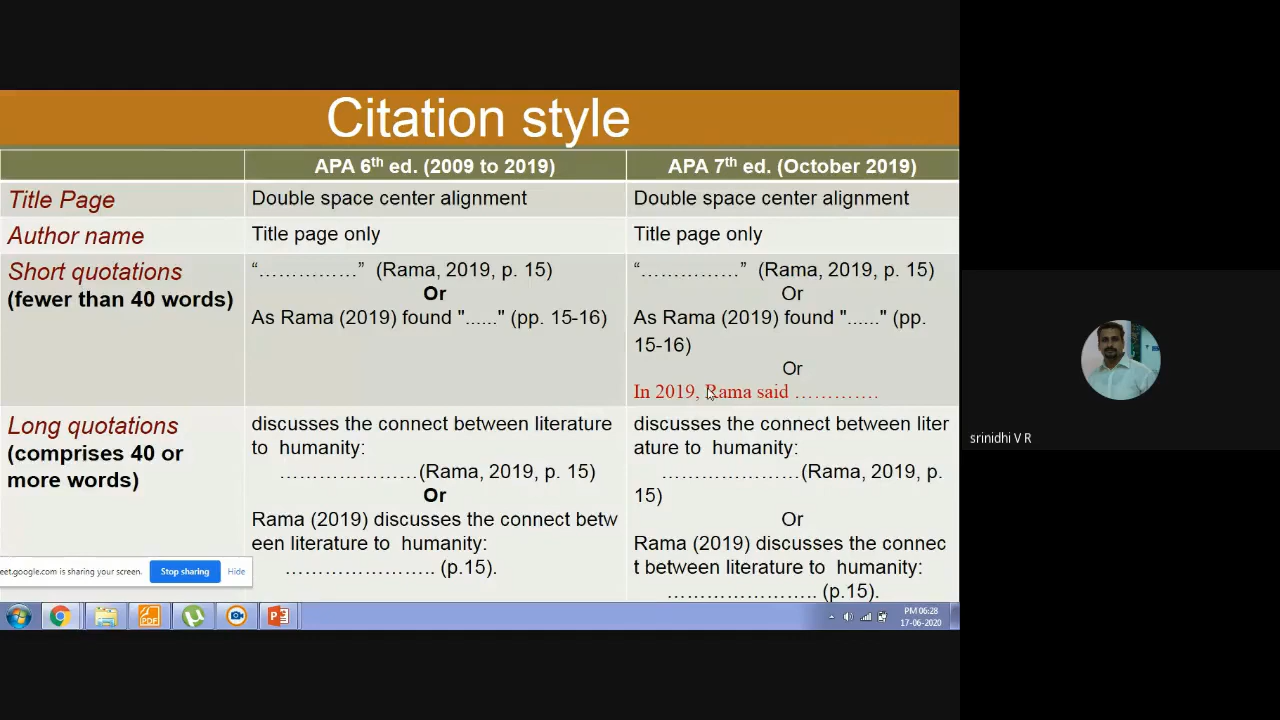 Citation style
APA 6th ed. (2009 to 2019)
APA 7th ed. (October 2019)
Title Page
Double space center alignment
Double space center alignment
Author name
Title page only
Title page only
Short quotations
(fewer than 40 words)
“……………” (Rama, 2019, p. 15)
Or
As Rama (2019) found "......" (pp. 15-16)
“……………” (Rama, 2019, p. 15)
Or
As Rama (2019) found "......" (pp.
15-16)
Or
In 2019, Rama said ………….
Long quotations
(comprises 40 or
more words)
discusses the connect between literature
to humanity:
…………………(Rama, 2019, p. 15)
Or
Rama (2019) discusses the connect betw
een literature to humanity:
………………….. (p.15).
discusses the connect between liter
ature to humanity:
…………………(Rama, 2019, p.
15)
Or
Rama (2019) discusses the connec
t between literature to humanity:
………………….. (p.15).
eet.google.com is sharing your screen.
Stop sharing
Hide
PDF
PM 06:28
17-06-2020
srinidhi V R